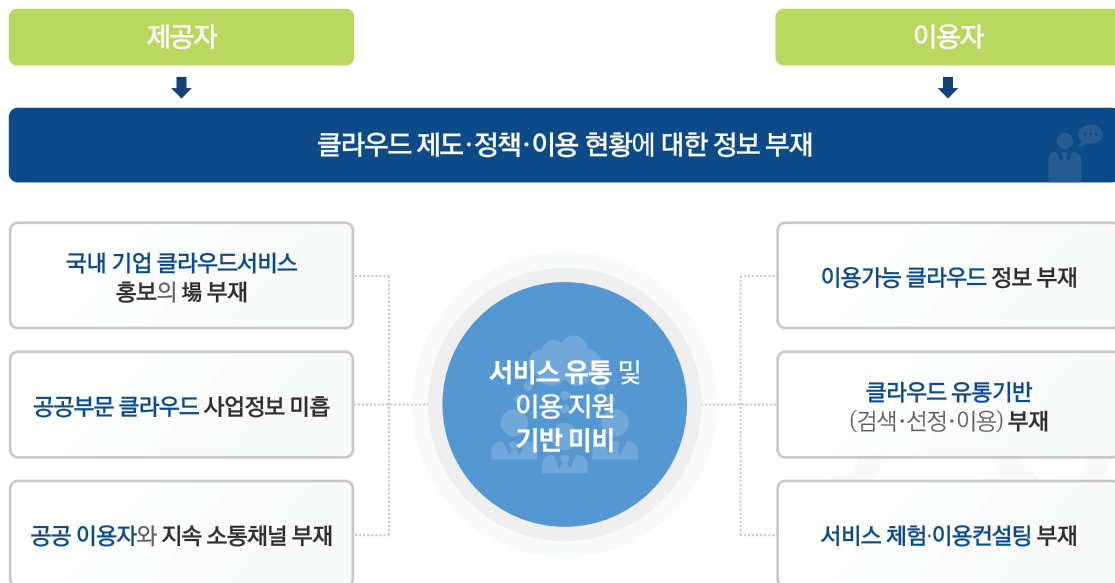 제공자
이용자
클라우드 제도·정책·이용 현황에 대한 정보 부재
국내 기업 클라우드서비스
홍보의 場 부재
공공부문 클라우드 사업정보 미흡
공공 이용자와 지속 소통채널 부재
서비스 유통 및
이용 지원
기반 미비
이용가능 클라우드 정보 부재
클라우드 유통기반
(검색·선정·이용) 부재
서비스 체험·이용컨설팅 부재